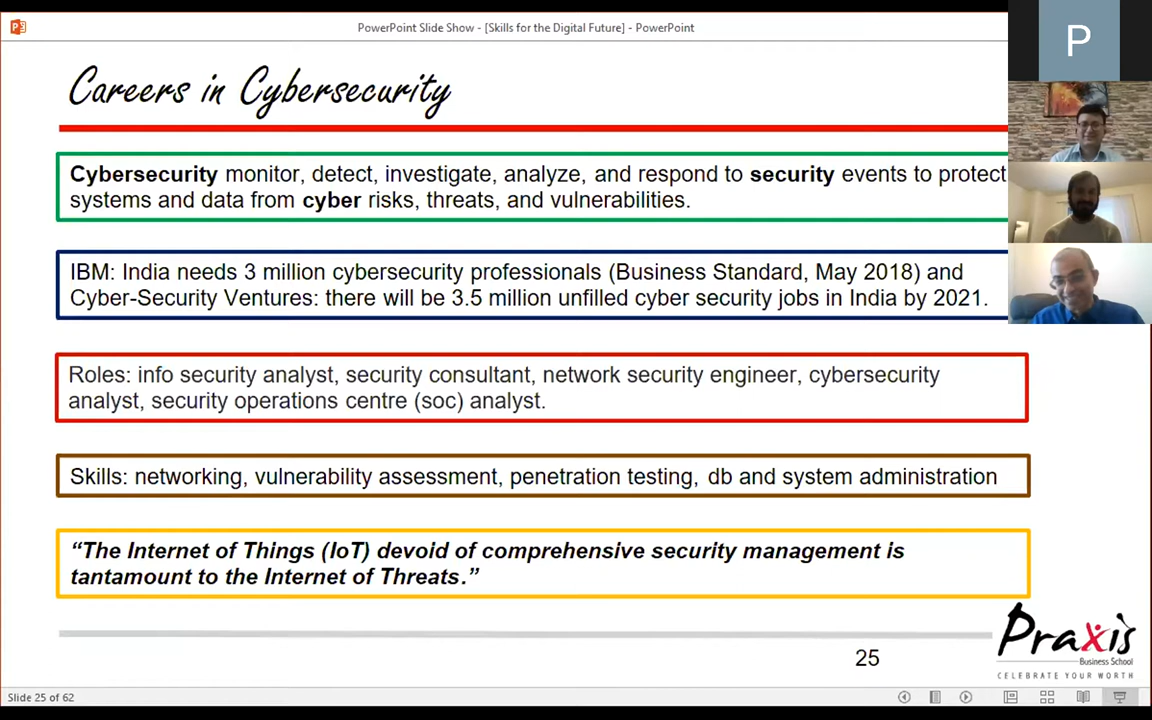 PowerPoint Slide Show - [Skills for the Digital Future] - PowerPoint
P
Careers in Cybersecurity
Cybersecurity monitor, detect, investigate, analyze, and respond to security events to protect
systems and data from cyber risks, threats, and vulnerabilities.
IBM: India needs 3 million cybersecurity professionals (Business Standard, May 2018) and
Cyber-Security Ventures: there will be 3.5 million unfilled cyber security jobs in India by 2021.
Roles: info security analyst, security consultant, network security engineer, cybersecurity
analyst, security operations centre (soc) analyst.
Skills: networking, vulnerability assessment, penetration testing, db and system administration
“The Internet of Things (IoT) devoid of comprehensive security management is
tantamount to the Internet of Threats.”
25
Praxis
Business School
CELEBRATE YOUR WORTH
Slide 25 of 62